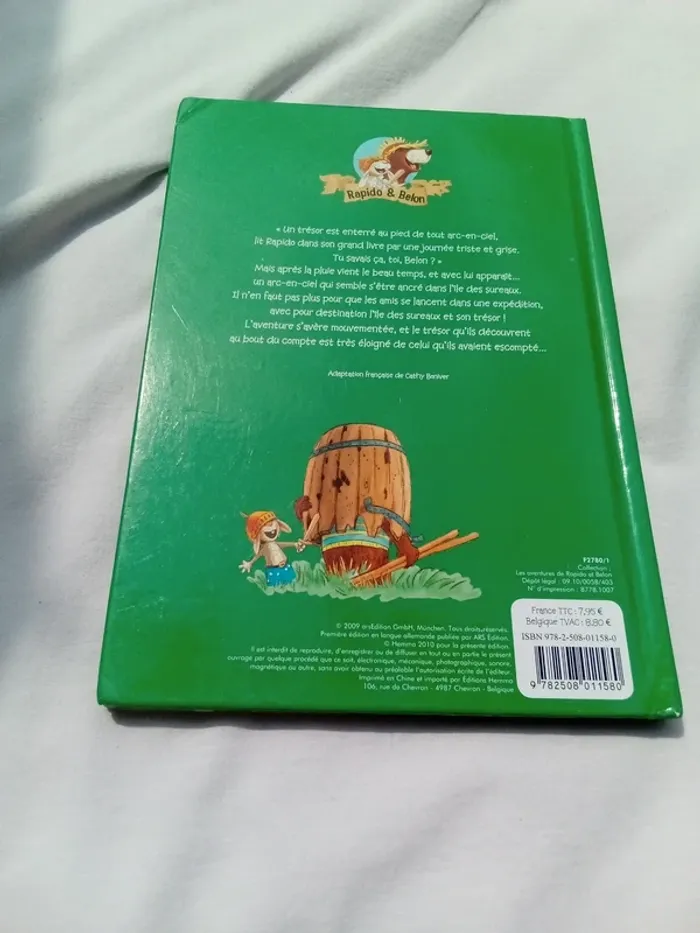 Rapido & Belon
« Un trésor est enterré au pied de tout arc-en-ciel,
lit Rapido dans son grand livre par une journée triste et grise.
Tu savais ça, toi, Belon ? »
Mais après la pluie vient le beau temps, et avec lui apparaît...
un arc-en-ciel qui semble s'être ancré dans l'île des sureaux.
Il n'en faut pas plus pour que les amis se lancent dans une expédition,
avec pour destination l'île des sureaux et son trésor !
L'aventure s'avère mouvementée, et le trésor qu'ils découvrent
au bout du compte est très éloigné de celui qu'ils avaient escompté...
Adaptation française de Cathy Boniver
F2780/1
Collection :
Les aventures de Rapido et Belon
Dépôt légal : 09.10/0058/403
N° d'impression : 8778.1007
France TTC : 7,95 €
Belgique TVAC : 8,80 €
ISBN 978-2-508-01158-0
9 782508 011580
© 2009 arsEdition GmbH, München. Tous droits réservés.
Première édition en langue allemande publiée par ARS Edition.
© Hemma 2010 pour la présente édition.
Il est interdit de reproduire, d'enregistrer ou de diffuser en tout ou en partie le présent
ouvrage par quelque procédé que ce soit, électronique, mécanique, photographique, sonore,
magnétique ou autre, sans avoir obtenu au préalable l'autorisation écrite de l'éditeur.
Imprimé en Chine et importé par Éditions Hemma
106, rue de Chevron - 4987 Chevron - Belgique